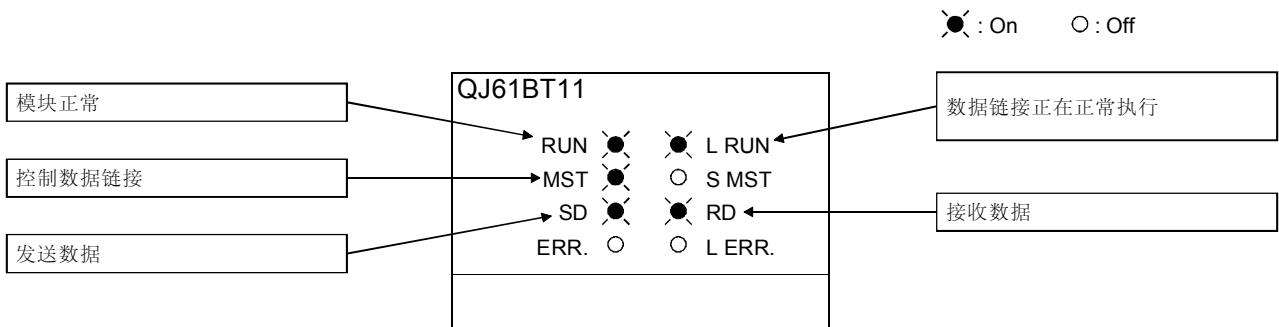 : On : Off
QJ61BT11
模块正常
数据链接正在正常执行
RUN L RUN
控制数据链接
MST S MST
SD RD
接收数据
发送数据
ERR. L ERR.